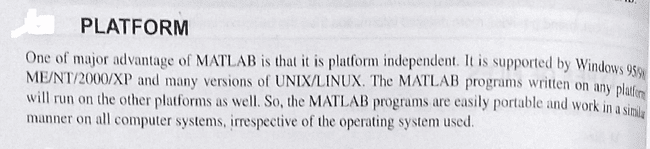 PLATFORM
One of major advantage of MATLAB is that it is platform independent. It is supported by Windows 95/98/
ME/NT/2000/XP and many versions of UNIX/LINUX. The MATLAB programs written on any platform
will run on the other platforms as well. So, the MATLAB programs are easily portable and work in a similar
manner on all computer systems, irrespective of the operating system used.